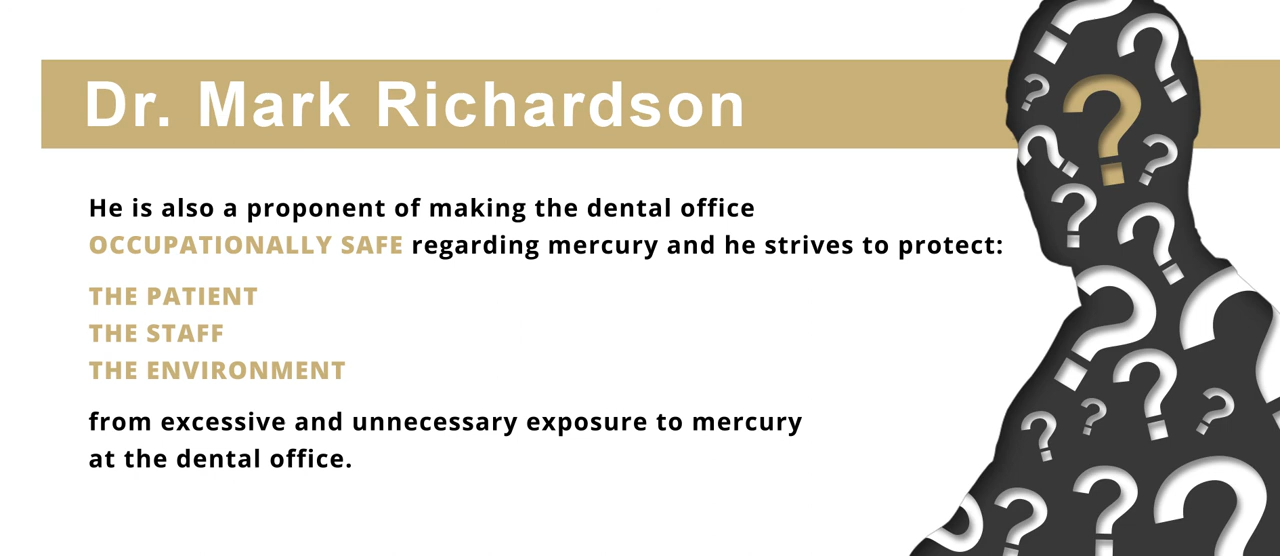 Dr. Mark Richardson
He is also a proponent of making the dental office
OCCUPATIONALLY SAFE regarding mercury and he strives to protect:
THE PATIENT
THE STAFF
THE ENVIRONMENT
from excessive and unnecessary exposure to mercury
at the dental office.